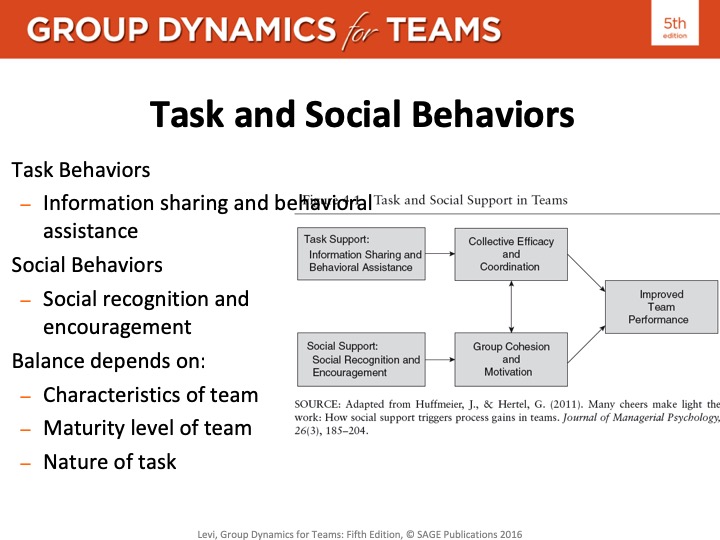 GROUP DYNAMICS for TEAMS
5th
edition
Task and Social Behaviors
Task Behaviors
– Information sharing and behavioral
assistance
Social Behaviors
– Social recognition and
encouragement
Balance depends on:
– Characteristics of team
– Maturity level of team
– Nature of task
Task and Social Support in Teams
Task Support:
Information Sharing and
Behavioral Assistance
Collective Efficacy
and
Coordination
Improved
Team
Performance
Social Support:
Social Recognition and
Encouragement
Group Cohesion
and
Motivation
SOURCE: Adapted from Huffmeier, J., & Hertel, G. (2011). Many cheers make light the
work: How social support triggers process gains in teams. Journal of Managerial Psychology,
26(3), 185–204.
Levi, Group Dynamics for Teams: Fifth Edition, © SAGE Publications 2016